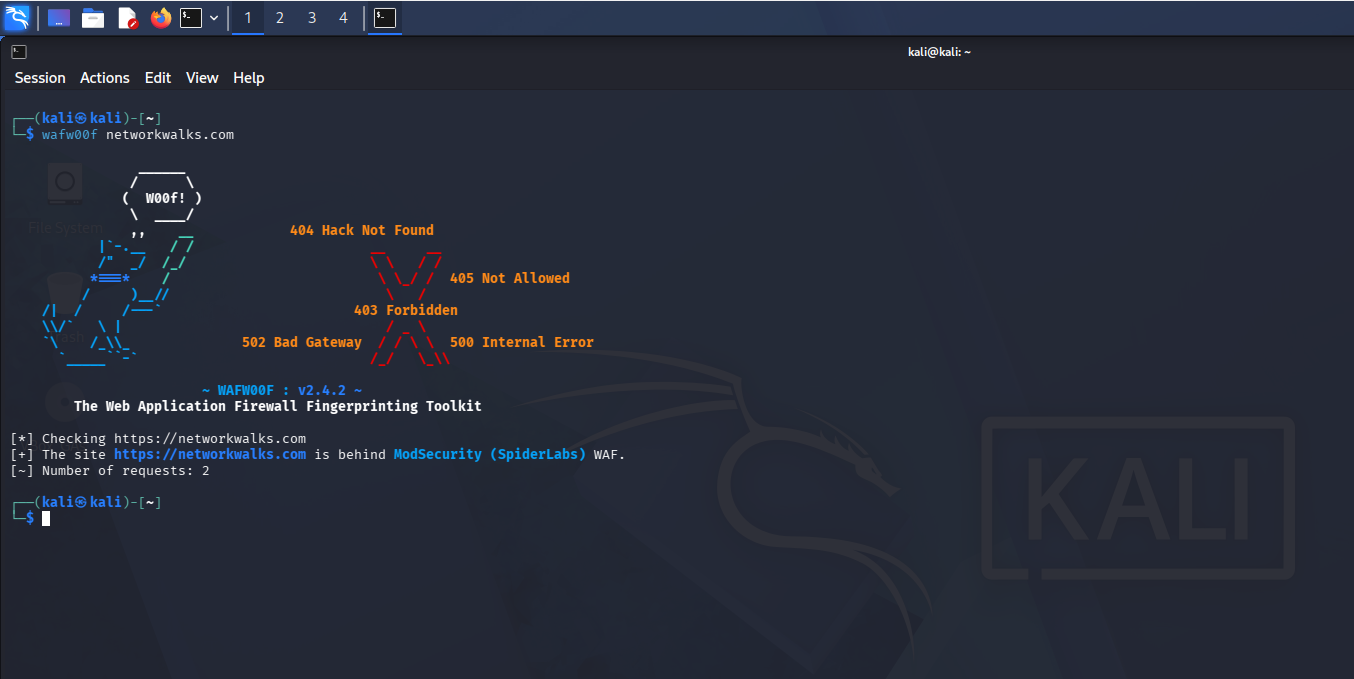 1 2 3 4
kali@kali: ~
Session Actions Edit View Help
┌──(kali㉿kali)-[~]
└─$ wafw00f networkwalks.com
( W00f! )
File System
404 Hack Not Found
405 Not Allowed
403 Forbidden
Trash
502 Bad Gateway 500 Internal Error
~ WAFW00F : v2.4.2 ~
The Web Application Firewall Fingerprinting Toolkit
[*] Checking https://networkwalks.com
[+] The site https://networkwalks.com is behind ModSecurity (SpiderLabs) WAF.
[~] Number of requests: 2
┌──(kali㉿kali)-[~]
└─$
KALI